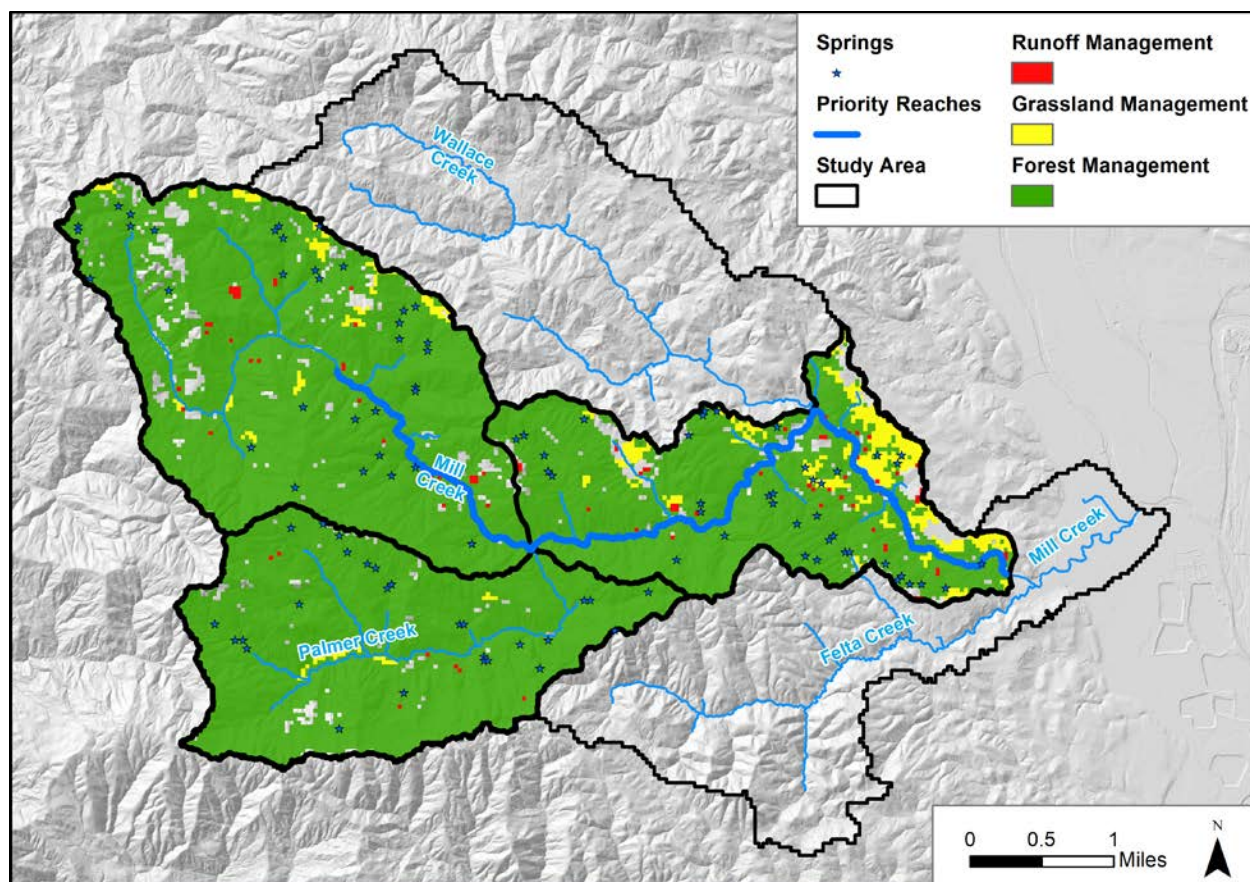 Springs
Runoff Management
Priority Reaches
Grassland Management
Study Area
Forest Management
Wallace
Creek
Mill
Creek
Mill Creek
Palmer Creek
Felta Creek
N
0 0.5 1
Miles